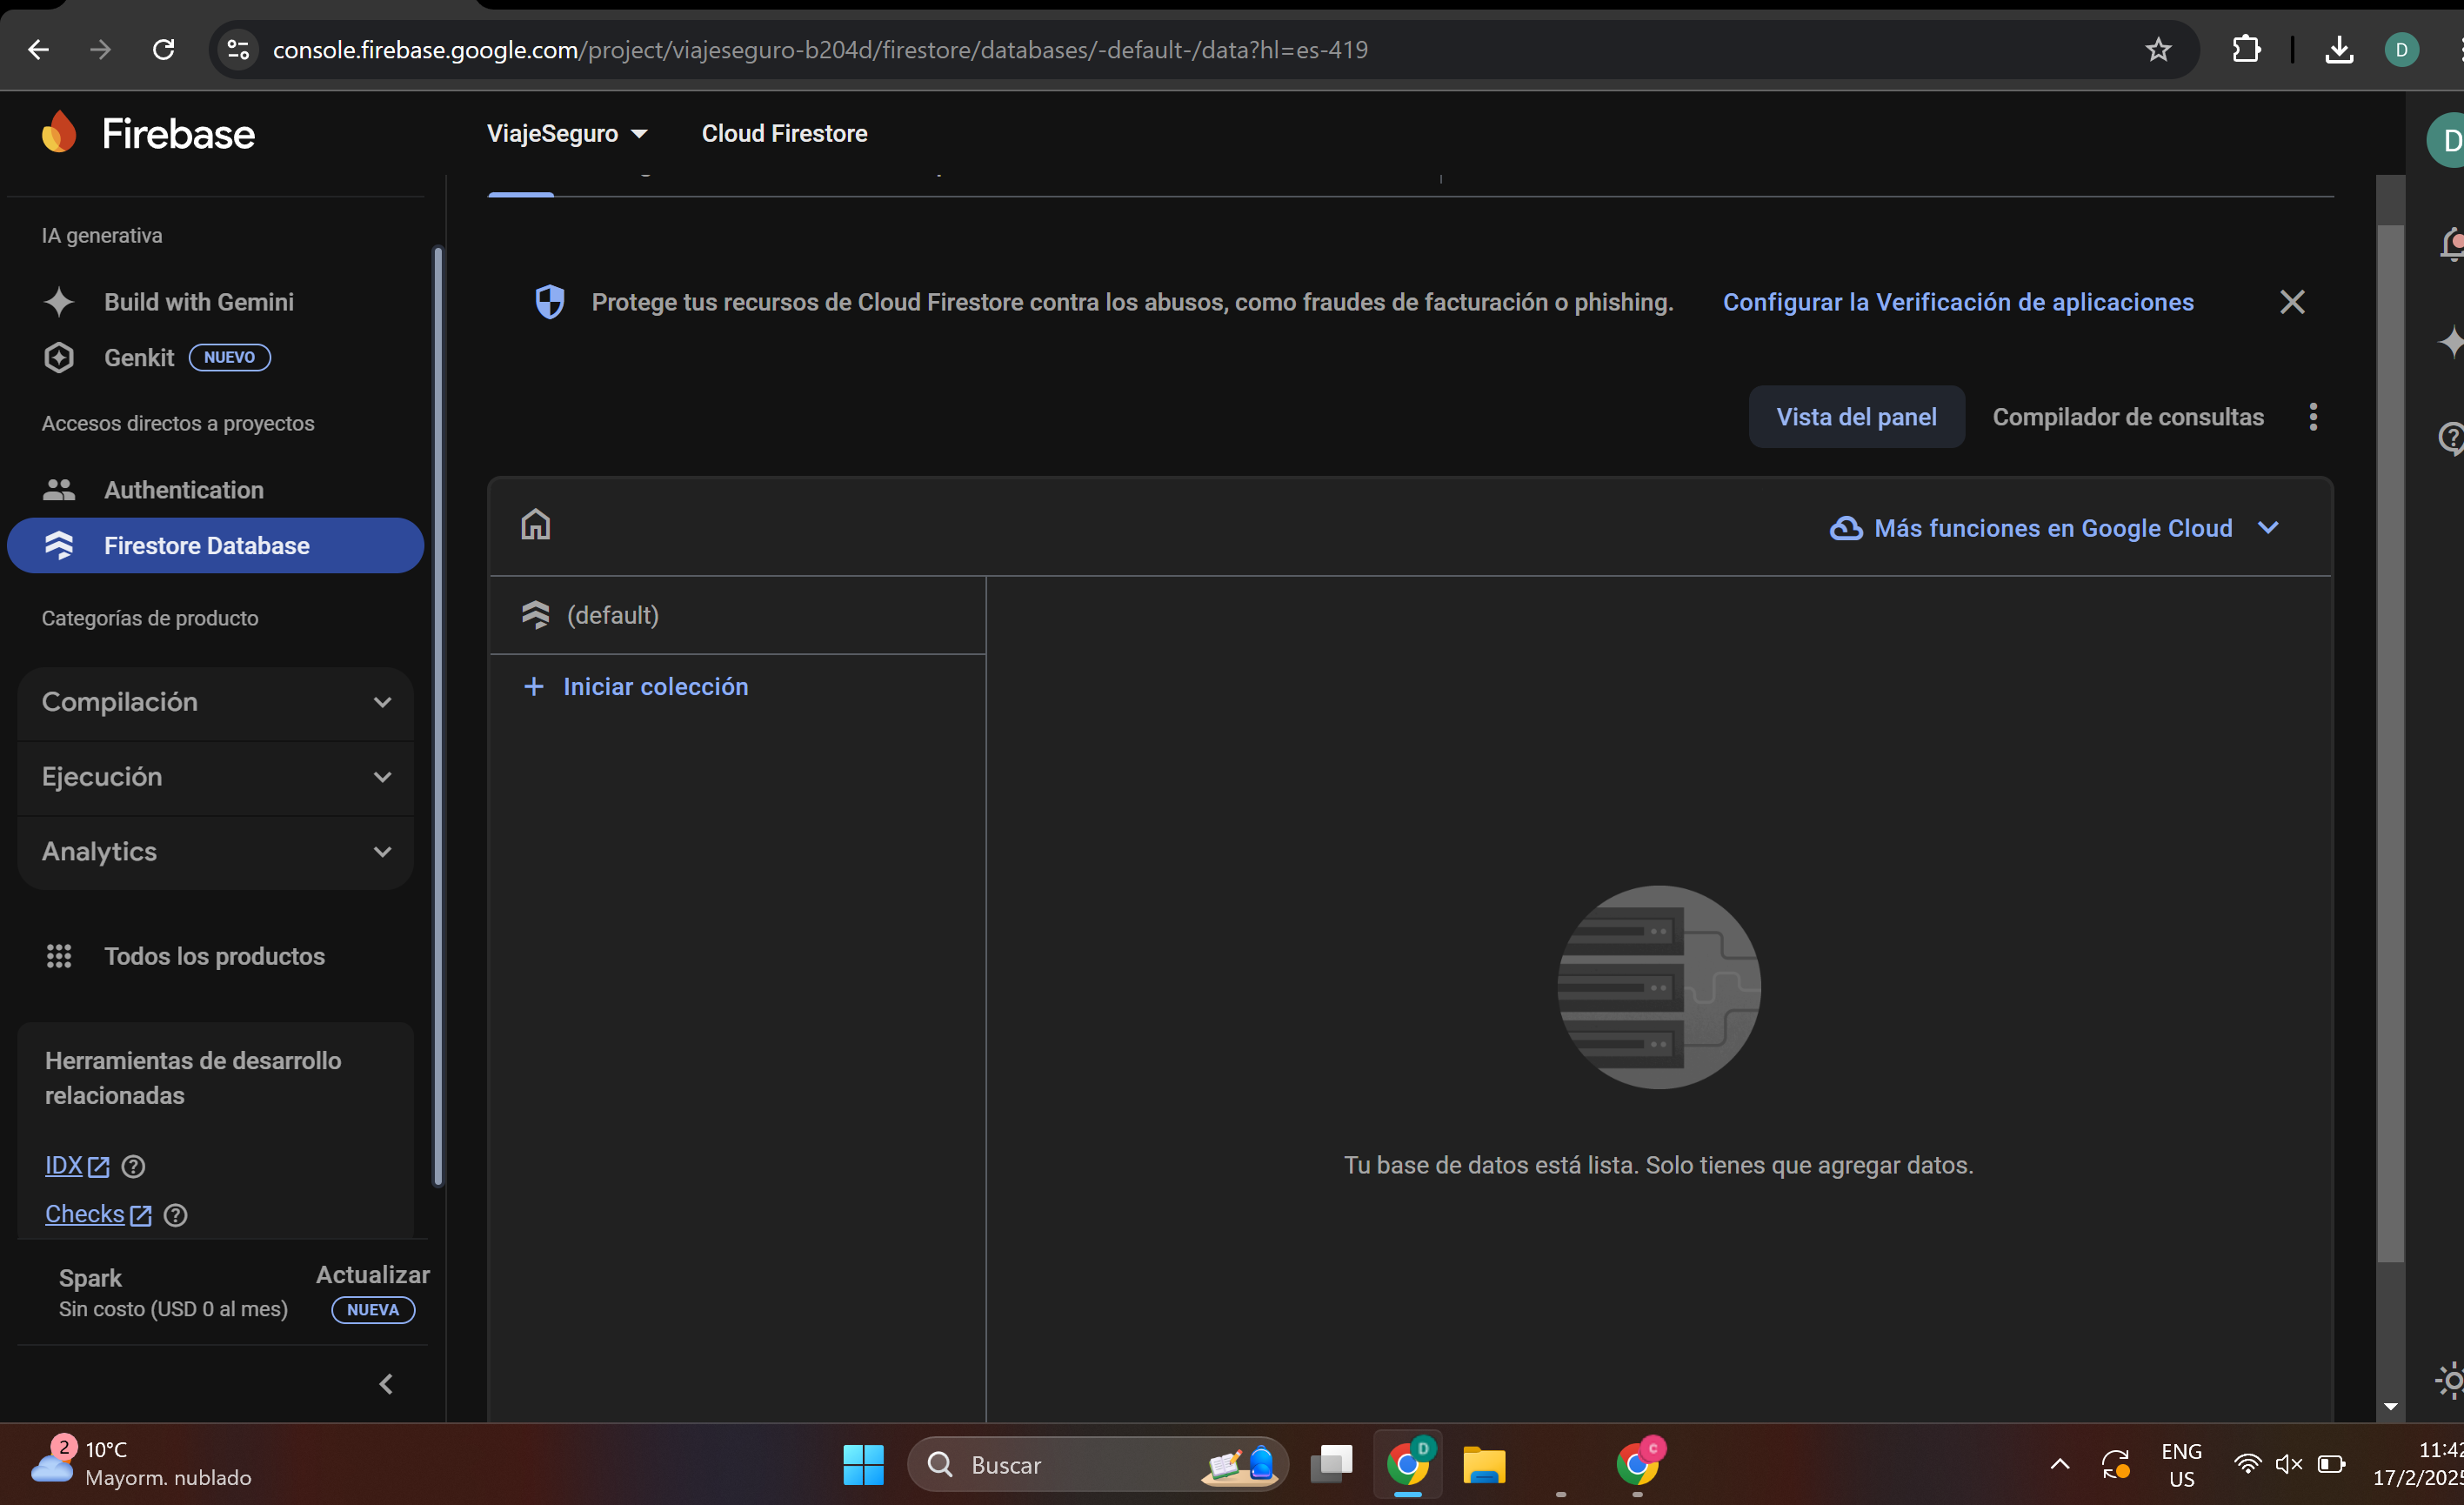 console.firebase.google.com/project/viajeseguro-b204d/firestore/databases/-default-/data?hl=es-419
D
Firebase
ViajeSeguro
Cloud Firestore
D
IA generativa
Build with Gemini
Genkit NUEVO
Accesos directos a proyectos
Authentication
Firestore Database
Categorías de producto
Compilación
Ejecución
Analytics
Todos los productos
Herramientas de desarrollo
relacionadas
IDX
Checks
Spark
Sin costo (USD 0 al mes)
Actualizar
NUEVA
Protege tus recursos de Cloud Firestore contra los abusos, como fraudes de facturación o phishing.
Configurar la Verificación de aplicaciones
Vista del panel
Compilador de consultas
Más funciones en Google Cloud
(default)
+ Iniciar colección
Tu base de datos está lista. Solo tienes que agregar datos.
2
10°C
Mayorm. nublado
Buscar
D
C
ENG
US
11:42
17/2/2025